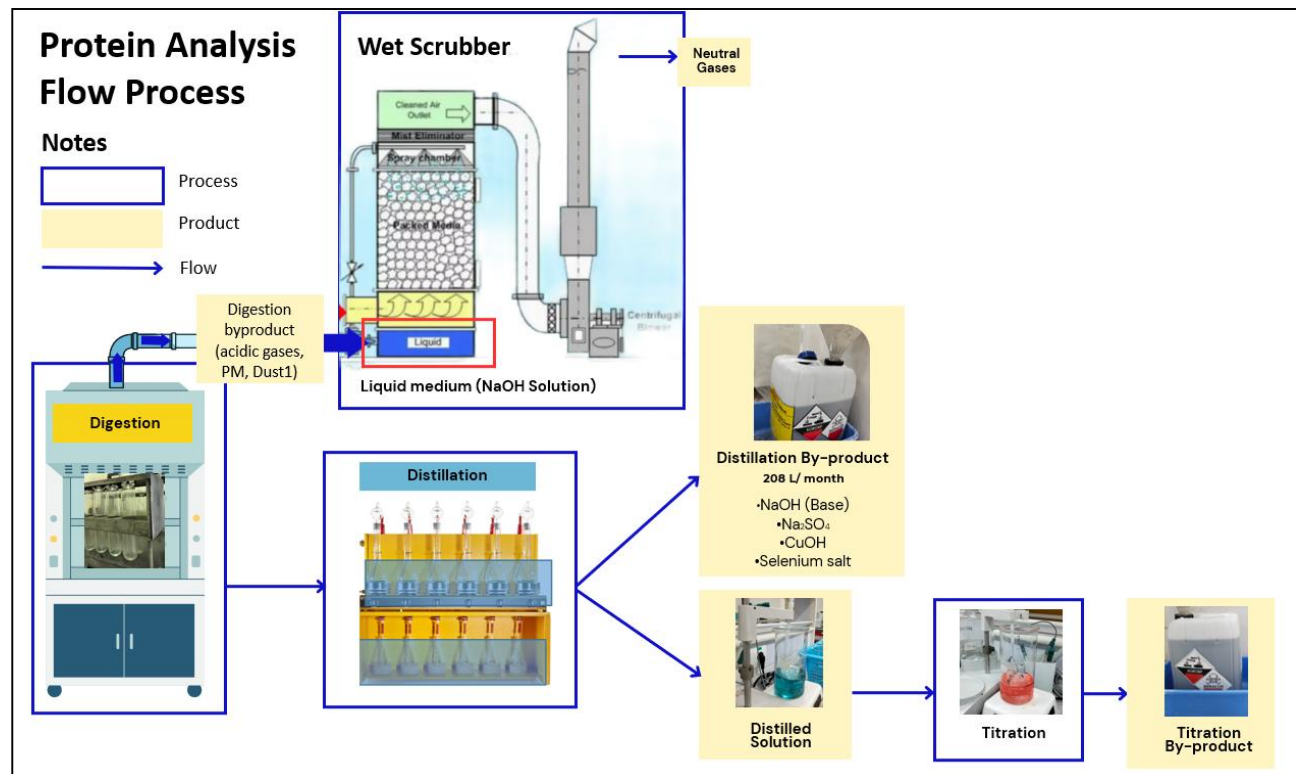 Protein Analysis
Flow Process
Notes
Process
Product
Flow
Wet Scrubber
Cleaned Air
Outlet
Mist Eliminator
Spray chamber
Packed Media
Liquid
Centrifugal
Blower
Liquid medium (NaOH Solution)
Neutral
Gases
Digestion
byproduct
(acidic gases,
PM, Dust1)
Digestion
Distillation
Distillation By-product
208 L/ month
•NaOH (Base)
•Na₂SO₄
•CuOH
•Selenium salt
Distilled
Solution
Titration
Titration
By-product